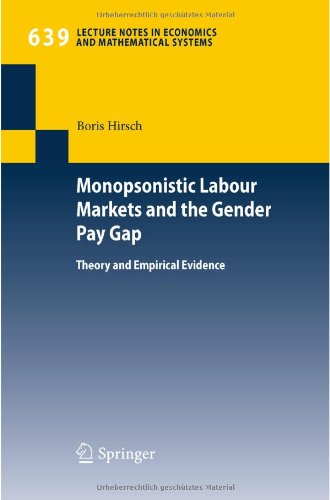 Urheberrechtlich geschütztes Material
639
LECTURE NOTES IN ECONOMICS
AND MATHEMATICAL SYSTEMS
Boris Hirsch
Monopsonistic Labour
Markets and the Gender
Pay Gap
Theory and Empirical Evidence
Springer
Urheberrechtlich geschütztes Material